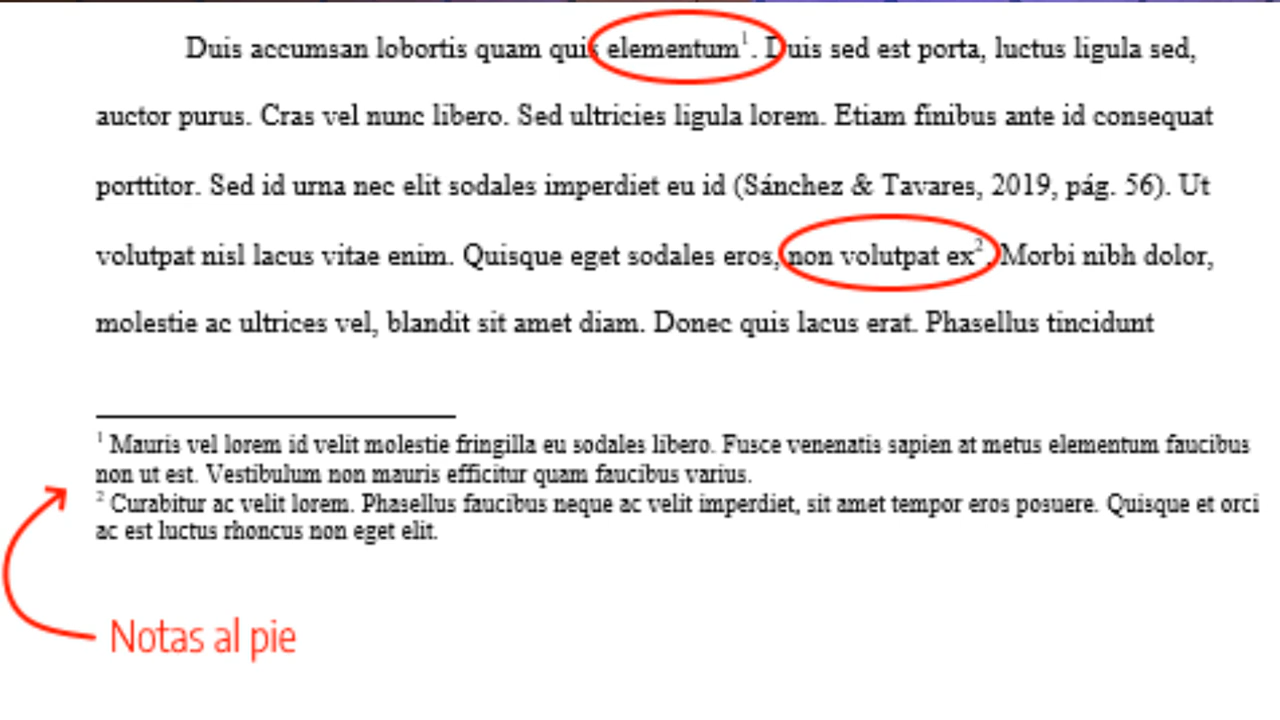 Duis accumsan lobortis quam quis elementum¹. Duis sed est porta, luctus ligula sed,
auctor purus. Cras vel nunc libero. Sed ultricies ligula lorem. Etiam finibus ante id consequat
porttitor. Sed id urna nec elit sodales imperdiet eu id (Sánchez & Tavares, 2019, pág. 56). Ut
volutpat nisl lacus vitae enim. Quisque eget sodales eros, non volutpat ex². Morbi nibh dolor,
molestie ac ultrices vel, blandit sit amet diam. Donec quis lacus erat. Phasellus tincidunt
¹ Mauris vel lorem id velit molestie fringilla eu sodales libero. Fusce venenatis sapien at metus elementum faucibus
non ut est. Vestibulum non mauris efficitur quam faucibus varius.
² Curabitur ac velit lorem. Phasellus faucibus neque ac velit imperdiet, sit amet tempor eros posuere. Quisque et orci
ac est luctus rhoncus non eget elit.
Notas al pie